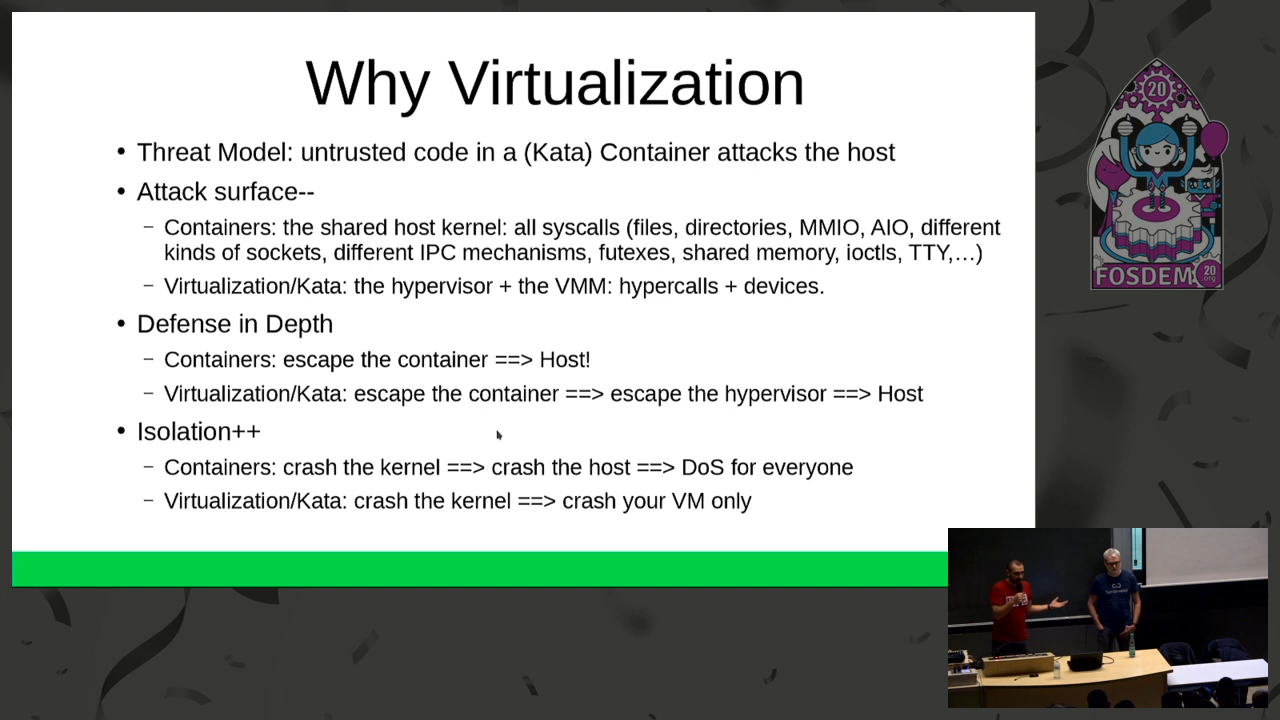 Why Virtualization
• Threat Model: untrusted code in a (Kata) Container attacks the host
• Attack surface--
– Containers: the shared host kernel: all syscalls (files, directories, MMIO, AIO, different
kinds of sockets, different IPC mechanisms, futexes, shared memory, ioctls, TTY,…)
– Virtualization/Kata: the hypervisor + the VMM: hypercalls + devices.
• Defense in Depth
– Containers: escape the container ==> Host!
– Virtualization/Kata: escape the container ==> escape the hypervisor ==> Host
• Isolation++
– Containers: crash the kernel ==> crash the host ==> DoS for everyone
– Virtualization/Kata: crash the kernel ==> crash your VM only
20
FOSDEM
20
.org